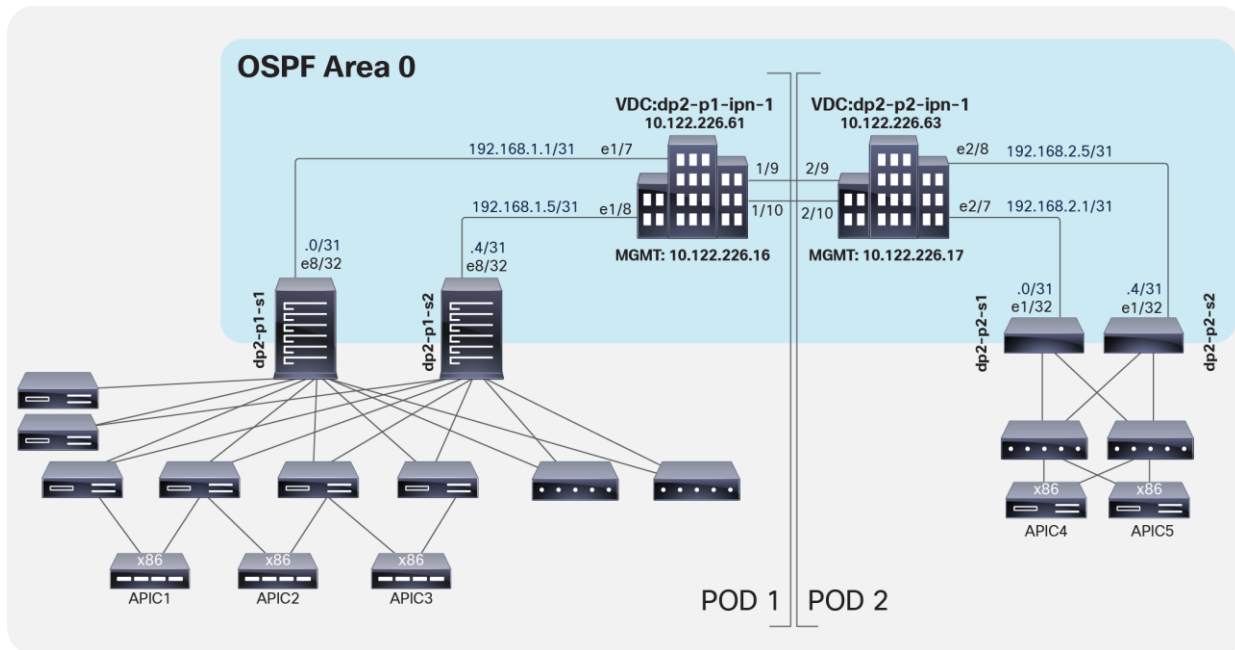 OSPF Area 0
VDC:dp2-p1-ipn-1
10.122.226.61
VDC:dp2-p2-ipn-1
10.122.226.63
192.168.1.1/31
e1/7
1/9
2/9
e2/8
192.168.2.5/31
192.168.1.5/31
e1/8
1/10
2/10
e2/7
192.168.2.1/31
MGMT: 10.122.226.16
MGMT: 10.122.226.17
.0/31
e8/32
.4/31
e8/32
dp2-p1-s1
dp2-p1-s2
.0/31
e1/32
.4/31
e1/32
dp2-p2-s1
dp2-p2-s2
x86
APIC4
x86
APIC5
x86
APIC1
x86
APIC2
x86
APIC3
POD 1
POD 2